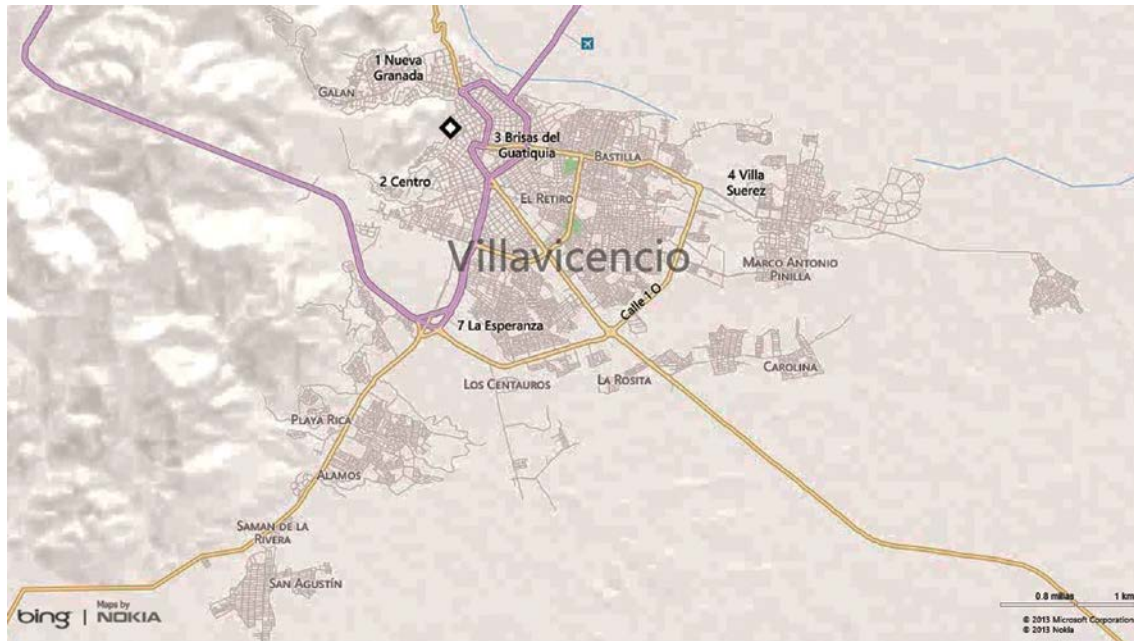 1 Nueva
Granada
GALAN
3 Brisas del
Guatiquia
BASTILLA
2 Centro
4 Villa
Suerez
EL RETIRO
Villavicencio
MARCO ANTONIO
PINILLA
Calle 1 O
7 La Esperanza
CAROLINA
LOS CENTAUROS
LA ROSITA
PLAYA RICA
ALAMOS
SAMAN DE LA
RIVERA
SAN AGUSTÍN
bing | Maps by
NOKIA
0.8 millas 1 km
© 2013 Microsoft Corporation
© 2013 Nokia